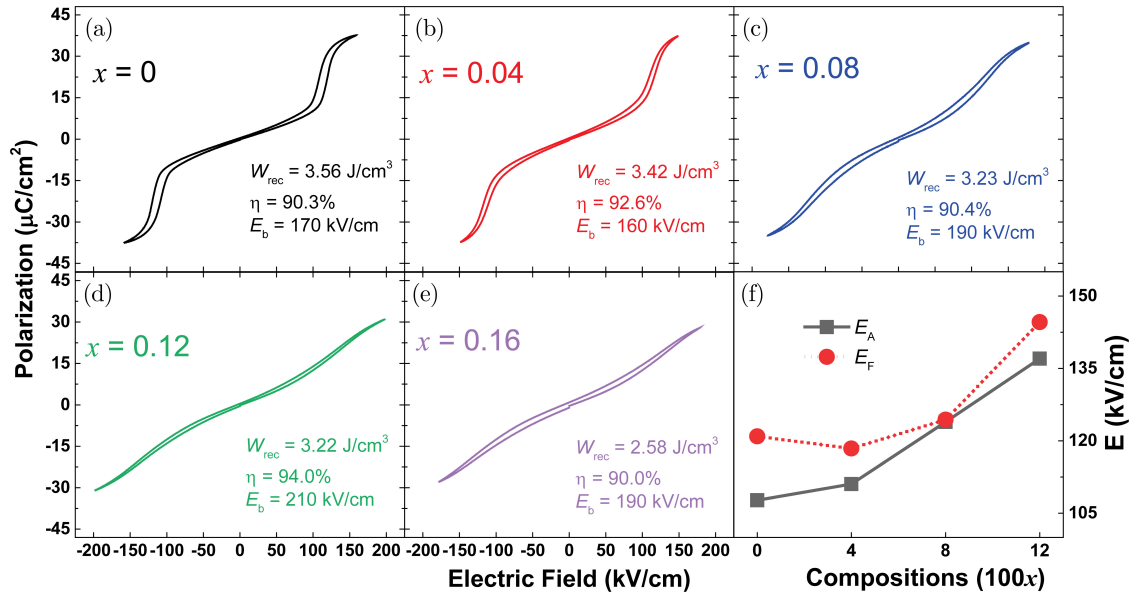 Polarization (μC/cm²)
45
30
15
0
-15
-30
-45
(a)
x = 0
W_rec = 3.56 J/cm³
η = 90.3%
E_b = 170 kV/cm
(b)
x = 0.04
W_rec = 3.42 J/cm³
η = 92.6%
E_b = 160 kV/cm
(c)
x = 0.08
W_rec = 3.23 J/cm³
η = 90.4%
E_b = 190 kV/cm
45
30
15
0
-15
-30
-45
(d)
x = 0.12
W_rec = 3.22 J/cm³
η = 94.0%
E_b = 210 kV/cm
(e)
x = 0.16
W_rec = 2.58 J/cm³
η = 90.0%
E_b = 190 kV/cm
(f)
E_A
E_F
150
135
120
105
E (kV/cm)
-200 -150 -100 -50 0 50 100 150 200
-200 -150 -100 -50 0 50 100 150 200
0 4 8 12
Electric Field (kV/cm)
Compositions (100x)